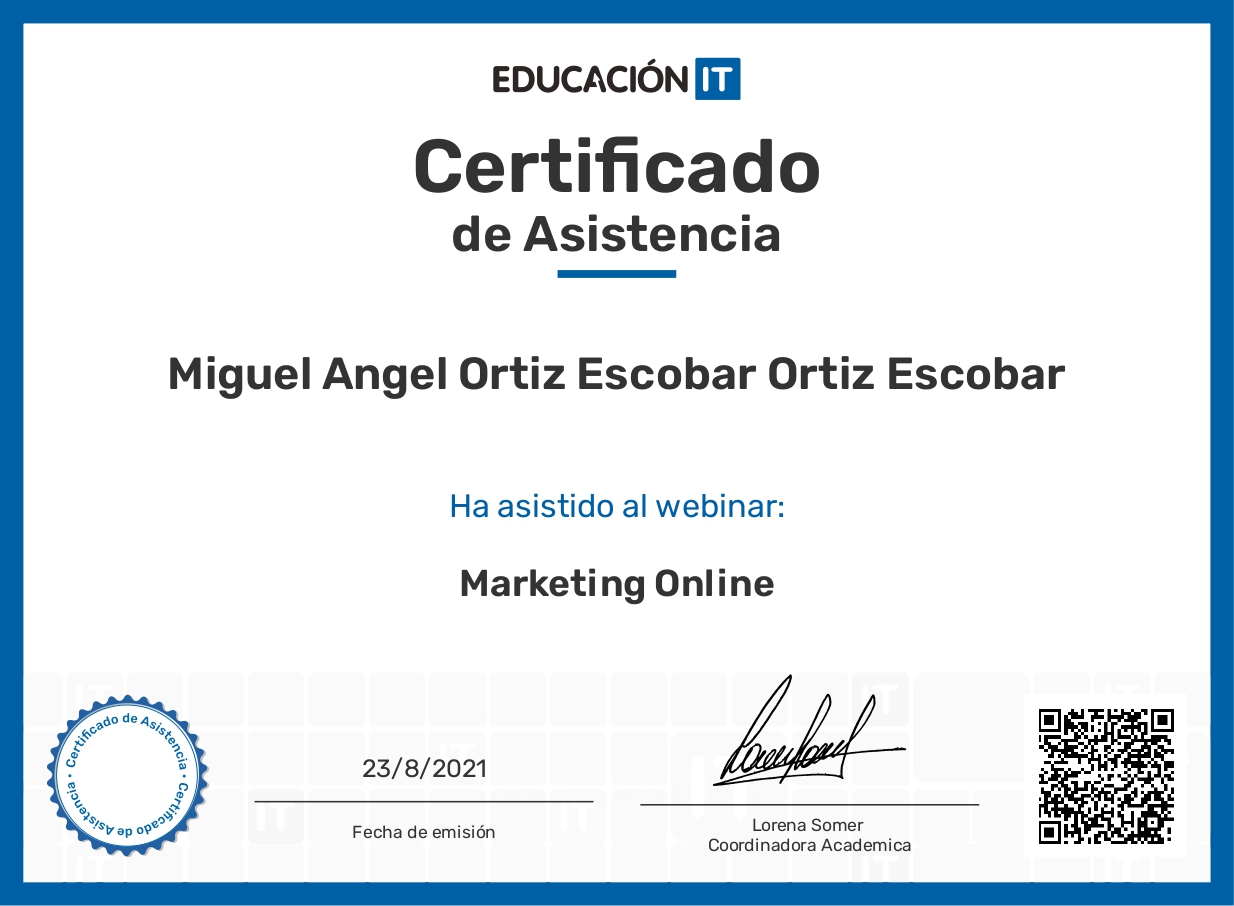 EDUCACIÓN IT
Certificado
de Asistencia
Miguel Angel Ortiz Escobar Ortiz Escobar
Ha asistido al webinar:
Marketing Online
Certificado de Asistencia • Certificado de Asistencia •
23/8/2021
Fecha de emisión
Lorena Somer
Coordinadora Academica